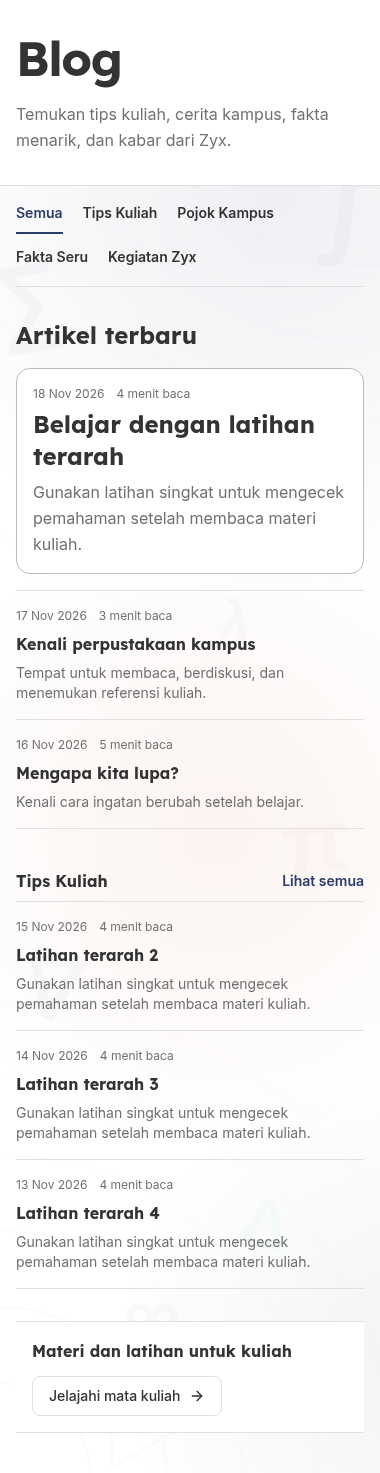 Blog
Temukan tips kuliah, cerita kampus, fakta
menarik, dan kabar dari Zyx.
Semua Tips Kuliah Pojok Kampus
Fakta Seru Kegiatan Zyx
Artikel terbaru
18 Nov 2026 4 menit baca
Belajar dengan latihan
terarah
Gunakan latihan singkat untuk mengecek
pemahaman setelah membaca materi
kuliah.
17 Nov 2026 3 menit baca
Kenali perpustakaan kampus
Tempat untuk membaca, berdiskusi, dan
menemukan referensi kuliah.
16 Nov 2026 5 menit baca
Mengapa kita lupa?
Kenali cara ingatan berubah setelah belajar.
Tips Kuliah Lihat semua
15 Nov 2026 4 menit baca
Latihan terarah 2
Gunakan latihan singkat untuk mengecek
pemahaman setelah membaca materi kuliah.
14 Nov 2026 4 menit baca
Latihan terarah 3
Gunakan latihan singkat untuk mengecek
pemahaman setelah membaca materi kuliah.
13 Nov 2026 4 menit baca
Latihan terarah 4
Gunakan latihan singkat untuk mengecek
pemahaman setelah membaca materi kuliah.
Materi dan latihan untuk kuliah
Jelajahi mata kuliah →